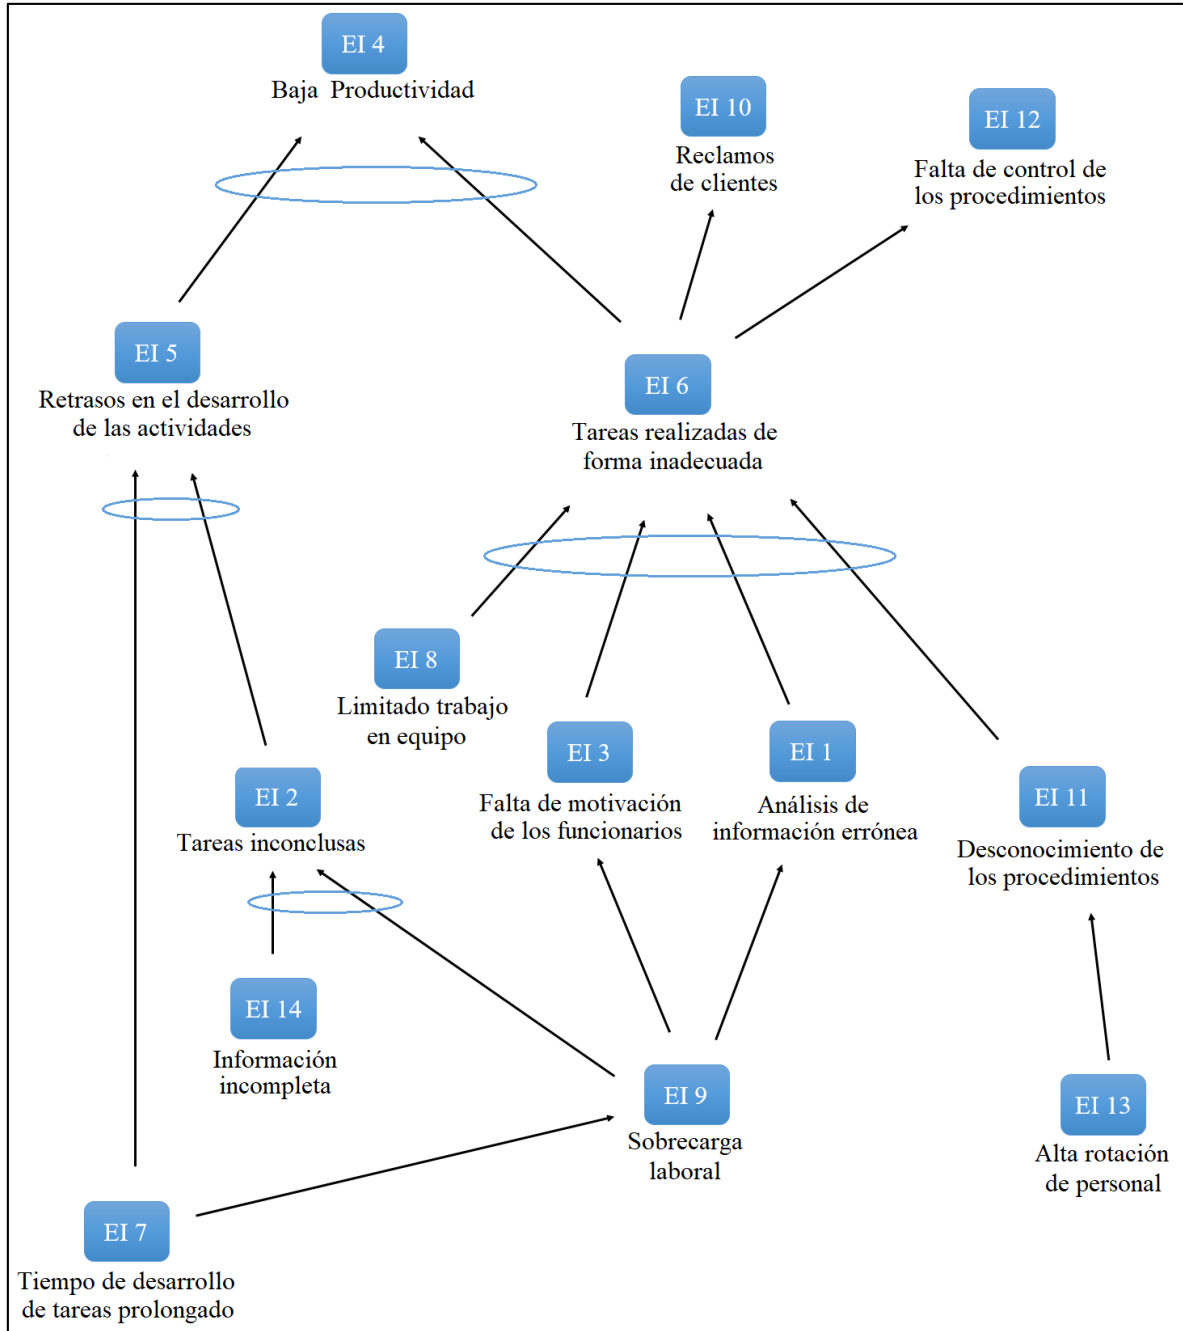 EI 4
Baja Productividad
EI 10
Reclamos
de clientes
EI 12
Falta de control de
los procedimientos
EI 5
Retrasos en el desarrollo
de las actividades
EI 6
Tareas realizadas de
forma inadecuada
EI 8
Limitado trabajo
en equipo
EI 3
Falta de motivación
de los funcionarios
EI 1
Análisis de
información errónea
EI 2
Tareas inconclusas
EI 11
Desconocimiento de
los procedimientos
EI 14
Información
incompleta
EI 9
Sobrecarga
laboral
EI 13
Alta rotación
de personal
EI 7
Tiempo de desarrollo
de tareas prolongado